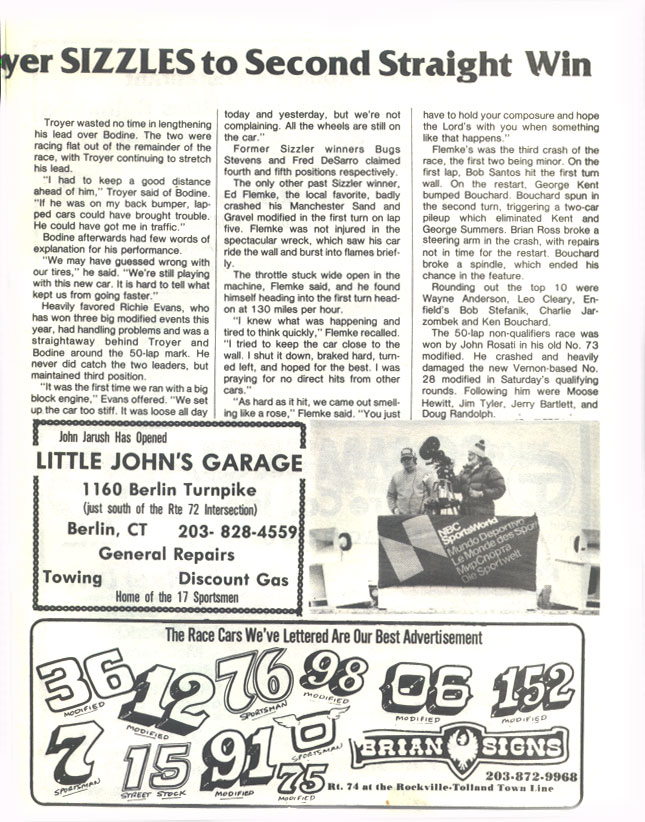 yer SIZZLES to Second Straight Win
Troyer wasted no time in lengthening
his lead over Bodine. The two were
racing flat out of the remainder of the
race, with Troyer continuing to stretch
his lead.
"I had to keep a good distance
ahead of him," Troyer said of Bodine.
"If he was on my back bumper, lap-
ped cars could have brought trouble.
He could have got me in traffic."
Bodine afterwards had few words of
explanation for his performance.
"We may have guessed wrong with
our tires," he said. "We're still playing
with this new car. It is hard to tell what
kept us from going faster."
Heavily favored Richie Evans, who
has won three big modified events this
year, had handling problems and was a
straightaway behind Troyer and
Bodine around the 50-lap mark. He
never did catch the two leaders, but
maintained third position.
"It was the first time we ran with a big
block engine," Evans offered. "We set
up the car too stiff. It was loose all day
today and yesterday, but we're not
complaining. All the wheels are still on
the car."
Former Sizzler winners Bugs
Stevens and Fred DeSarro claimed
fourth and fifth positions respectively.
The only other past Sizzler winner,
Ed Flemke, the local favorite, badly
crashed his Manchester Sand and
Gravel modified in the first turn on lap
five. Flemke was not injured in the
spectacular wreck, which saw his car
ride the wall and burst into flames brief-
ly.
The throttle stuck wide open in the
machine, Flemke said, and he found
himself heading into the first turn head-
on at 130 miles per hour.
"I knew what was happening and
tired to think quickly," Flemke recalled.
"I tried to keep the car close to the
wall. I shut it down, braked hard, turn-
ed left, and hoped for the best. I was
praying for no direct hits from other
cars."
"As hard as it hit, we came out smell-
ing like a rose," Flemke said. "You just
have to hold your composure and hope
the Lord's with you when something
like that happens."
Flemke's was the third crash of the
race, the first two being minor. On the
first lap, Bob Santos hit the first turn
wall. On the restart, George Kent
bumped Bouchard. Bouchard spun in
the second turn, triggering a two-car
pileup which eliminated Kent and
George Summers. Brian Ross broke a
steering arm in the crash, with repairs
not in time for the restart. Bouchard
broke a spindle, which ended his
chance in the feature.
Rounding out the top 10 were
Wayne Anderson, Leo Cleary, En-
field's Bob Stefanik, Charlie Jar-
zombek and Ken Bouchard.
The 50-lap non-qualifiers race was
won by John Rosati in his old No. 73
modified. He crashed and heavily
damaged the new Vernon-based No.
28 modified in Saturday's qualifying
rounds. Following him were Moose
Hewitt, Jim Tyler, Jerry Bartlett, and
Doug Randolph.
John Jarush Has Opened
LITTLE JOHN'S GARAGE
1160 Berlin Turnpike
(just south of the Rte 72 Intersection)
Berlin, CT 203- 828-4559
General Repairs
Towing Discount Gas
Home of the 17 Sportsmen
NBC
SportsWorld
Mundo Deportivo
Le Monde des Sport
МирСпорта
Die Sportwelt
The Race Cars We've Lettered Are Our Best Advertisement
36 MODIFIED
12 MODIFIED
76 SPORTSMAN
98 MODIFIED
06 MODIFIED
152 MODIFIED
7 SPORTSMAN
15 STREET STOCK
91 MODIFIED
0 SPORTSMAN
75 MODIFIED
BRIAN SIGNS
203-872-9968
Rt. 74 at the Rockville-Tolland Town Line